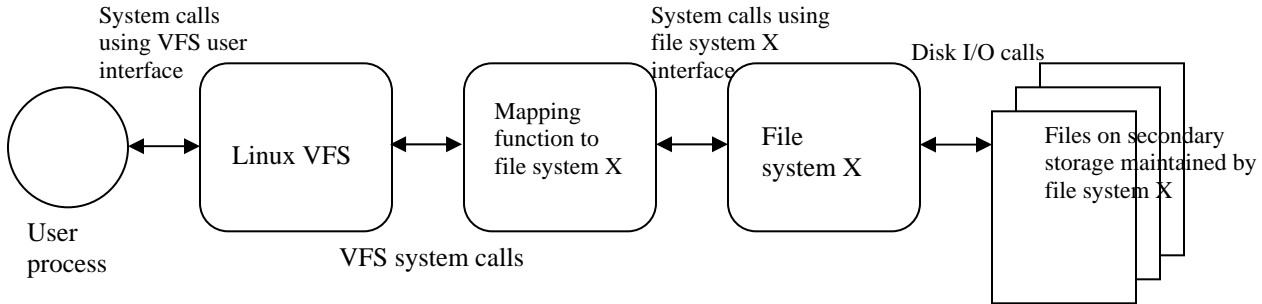 System calls
using VFS user
interface
System calls using
file system X
interface
Disk I/O calls
Linux VFS
Mapping
function to
file system X
File
system X
Files on secondary
storage maintained by
file system X
User
process
VFS system calls